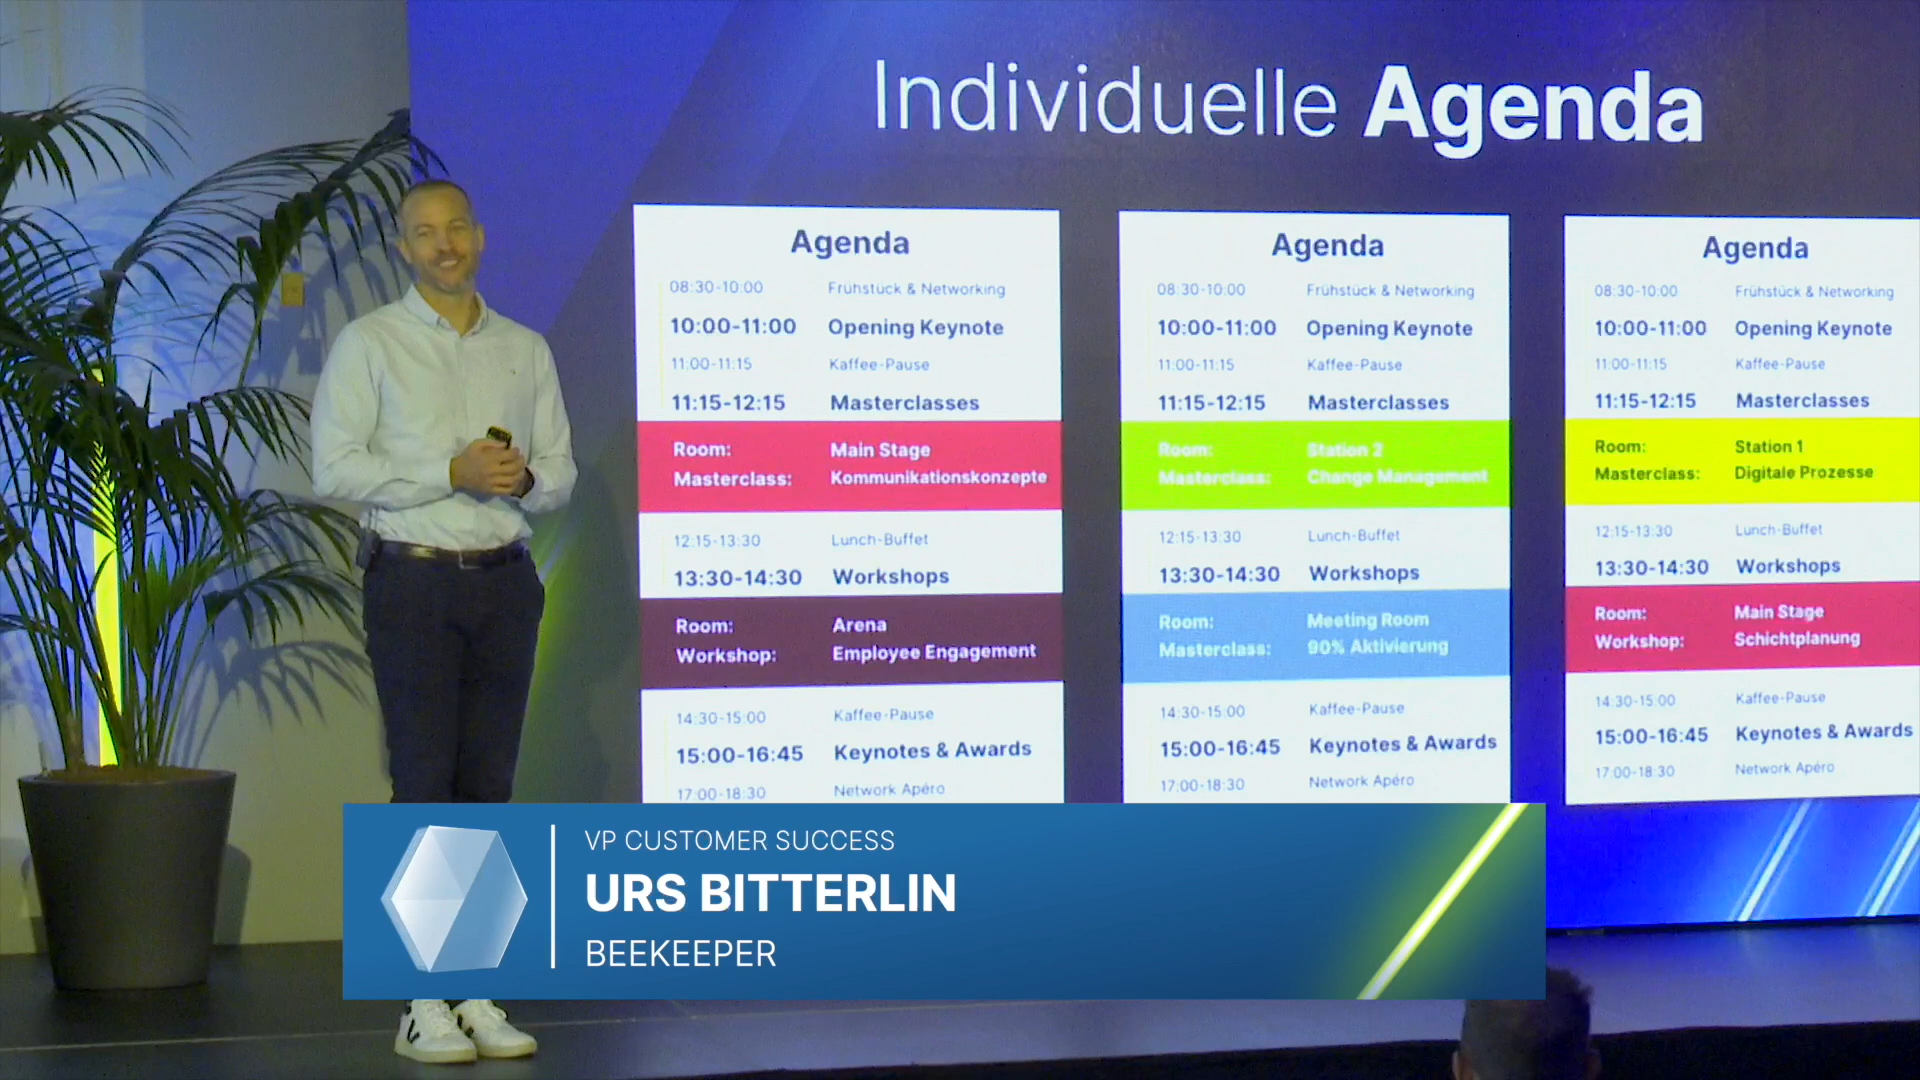 Individuelle Agenda
Agenda
08:30-10:00 Frühstück & Networking
10:00-11:00 Opening Keynote
11:00-11:15 Kaffee-Pause
11:15-12:15 Masterclasses
Room: Main Stage
Masterclass: Kommunikationskonzepte
12:15-13:30 Lunch-Buffet
13:30-14:30 Workshops
Room: Arena
Workshop: Employee Engagement
14:30-15:00 Kaffee-Pause
15:00-16:45 Keynotes & Awards
17:00-18:30 Network Apéro
Agenda
08:30-10:00 Frühstück & Networking
10:00-11:00 Opening Keynote
11:00-11:15 Kaffee-Pause
11:15-12:15 Masterclasses
Room: Station 2
Masterclass: Change Management
12:15-13:30 Lunch-Buffet
13:30-14:30 Workshops
Room: Meeting Room
Masterclass: 90% Aktivierung
14:30-15:00 Kaffee-Pause
15:00-16:45 Keynotes & Awards
17:00-18:30 Network Apéro
Agenda
08:30-10:00 Frühstück & Networking
10:00-11:00 Opening Keynote
11:00-11:15 Kaffee-Pause
11:15-12:15 Masterclasses
Room: Station 1
Masterclass: Digitale Prozesse
12:15-13:30 Lunch-Buffet
13:30-14:30 Workshops
Room: Main Stage
Workshop: Schichtplanung
14:30-15:00 Kaffee-Pause
15:00-16:45 Keynotes & Awards
17:00-18:30 Network Apéro
VP CUSTOMER SUCCESS
URS BITTERLIN
BEEKEEPER